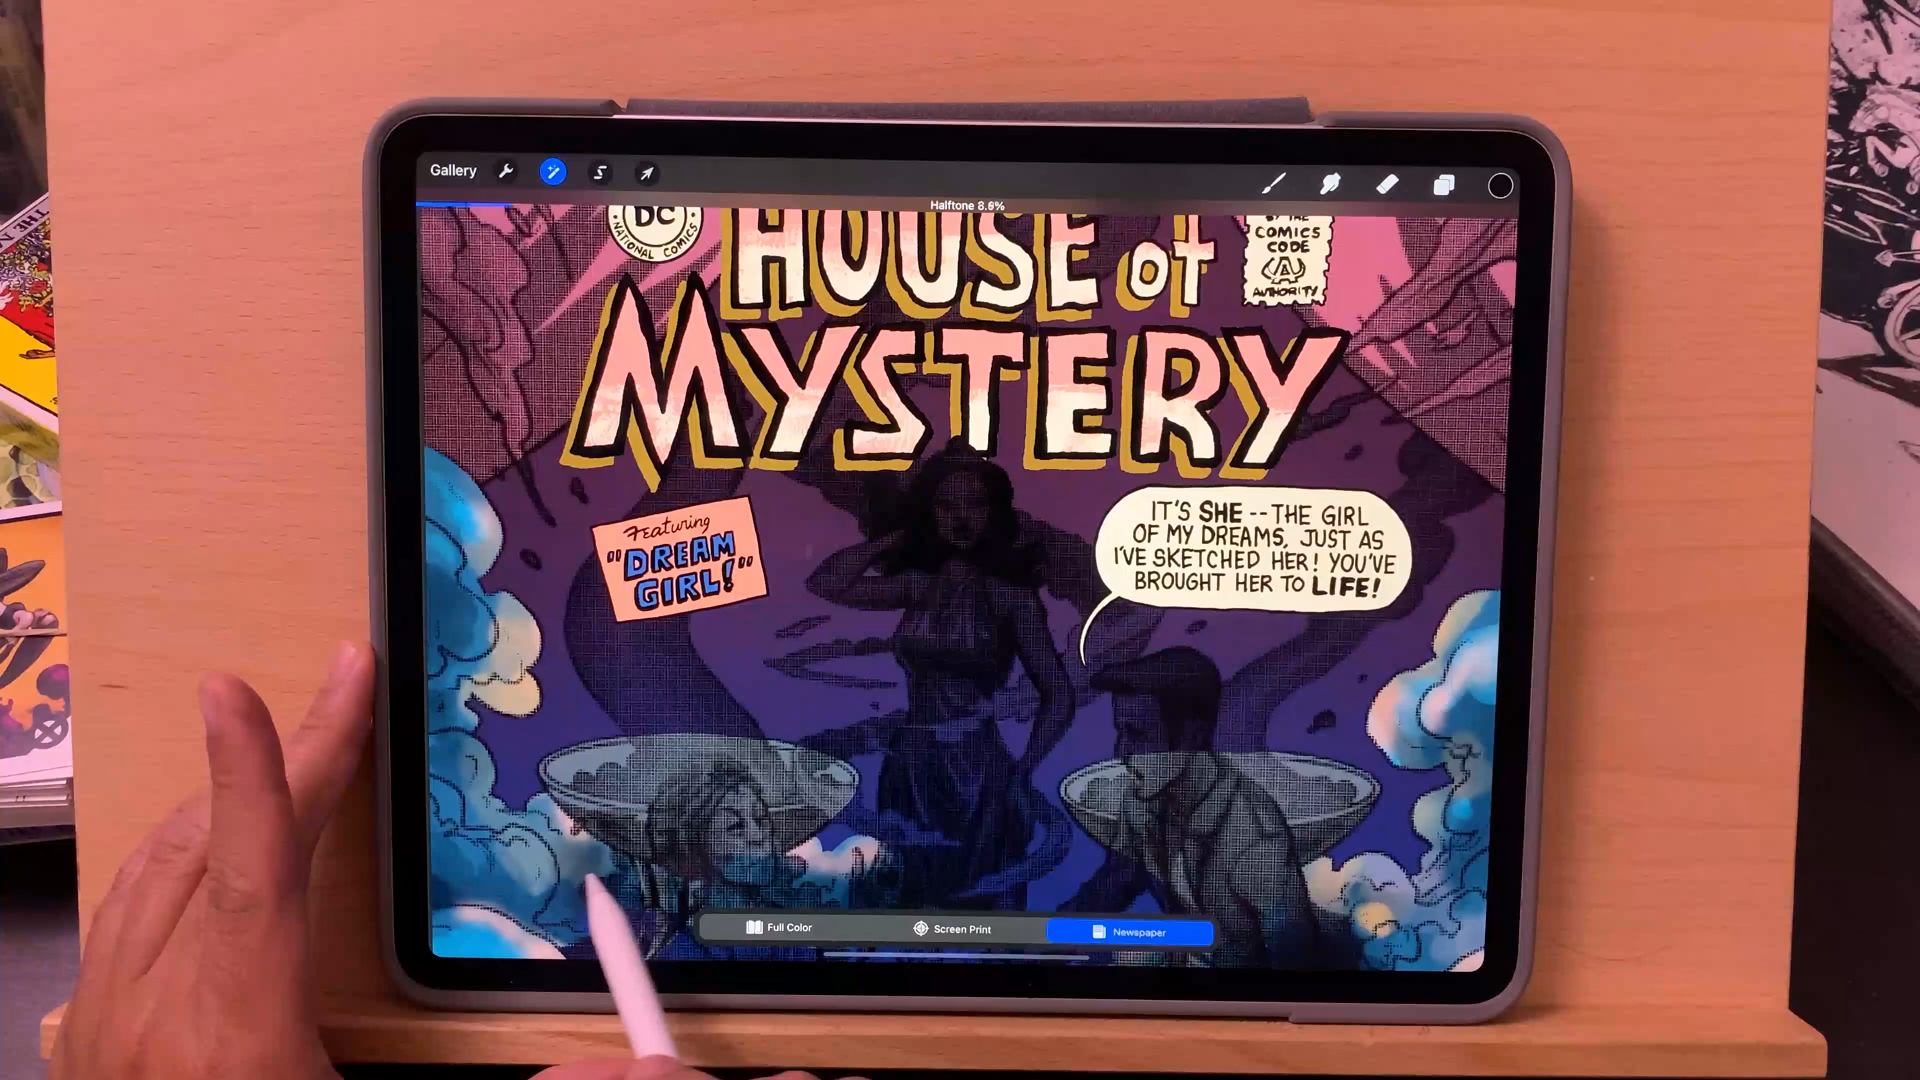 Gallery
Halftone 8.6%
DC
NATIONAL COMICS
HOUSE of
MYSTERY
BY THE
COMICS
CODE
A
AUTHORITY
Featuring
"DREAM
GIRL!"
IT'S SHE -- THE GIRL
OF MY DREAMS, JUST AS
I'VE SKETCHED HER! YOU'VE
BROUGHT HER TO LIFE!
Full Color
Screen Print
Newspaper